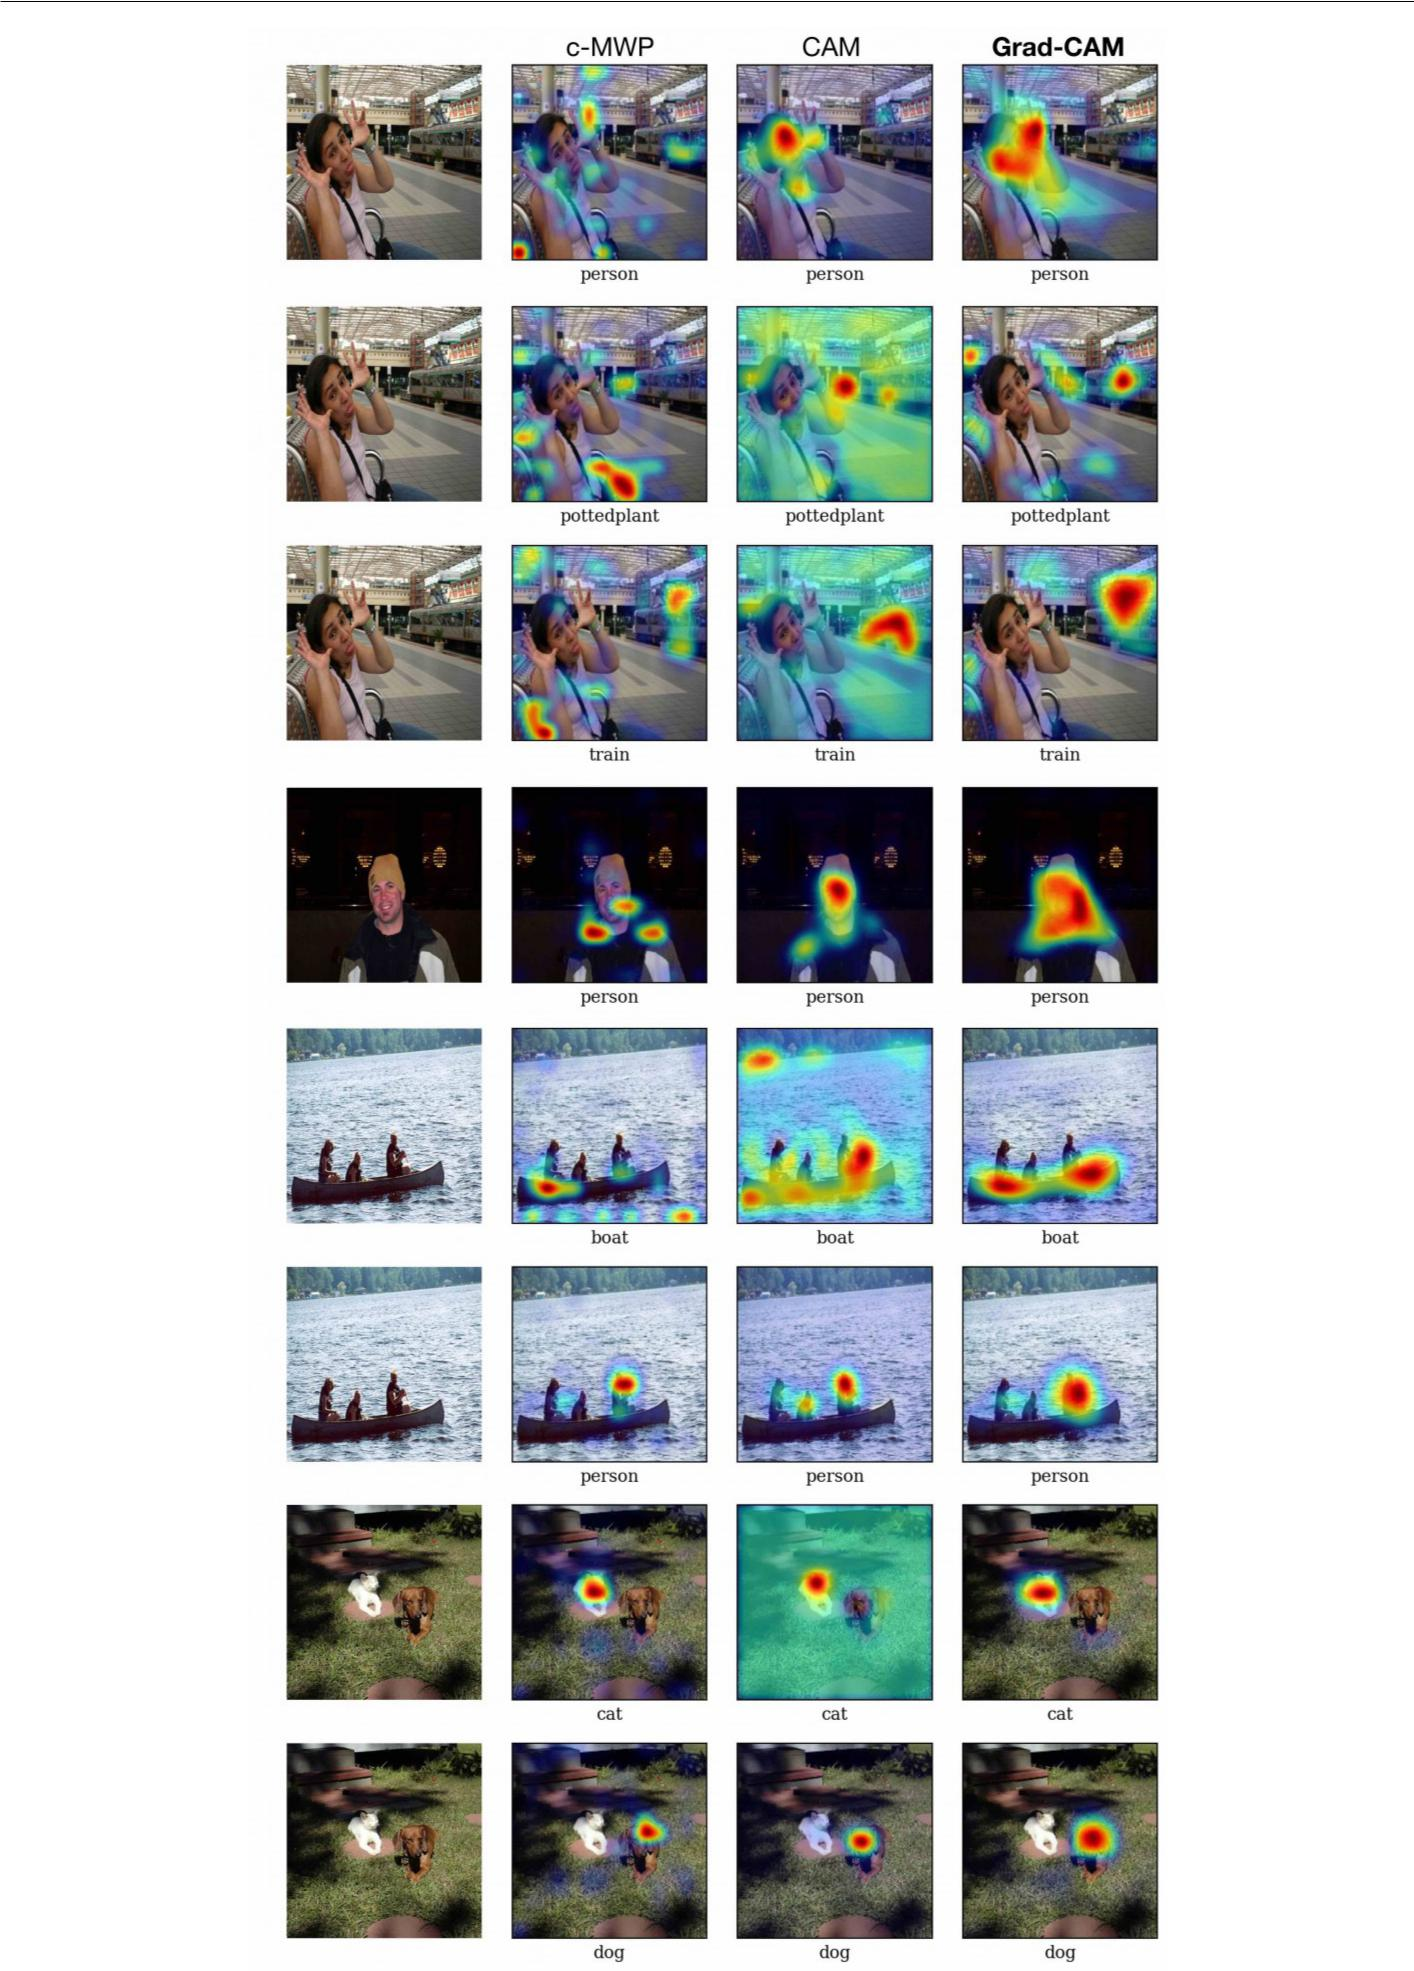 c-MWP CAM Grad-CAM
person person person
pottedplant pottedplant pottedplant
train train train
person person person
boat boat boat
person person person
cat cat cat
dog dog dog